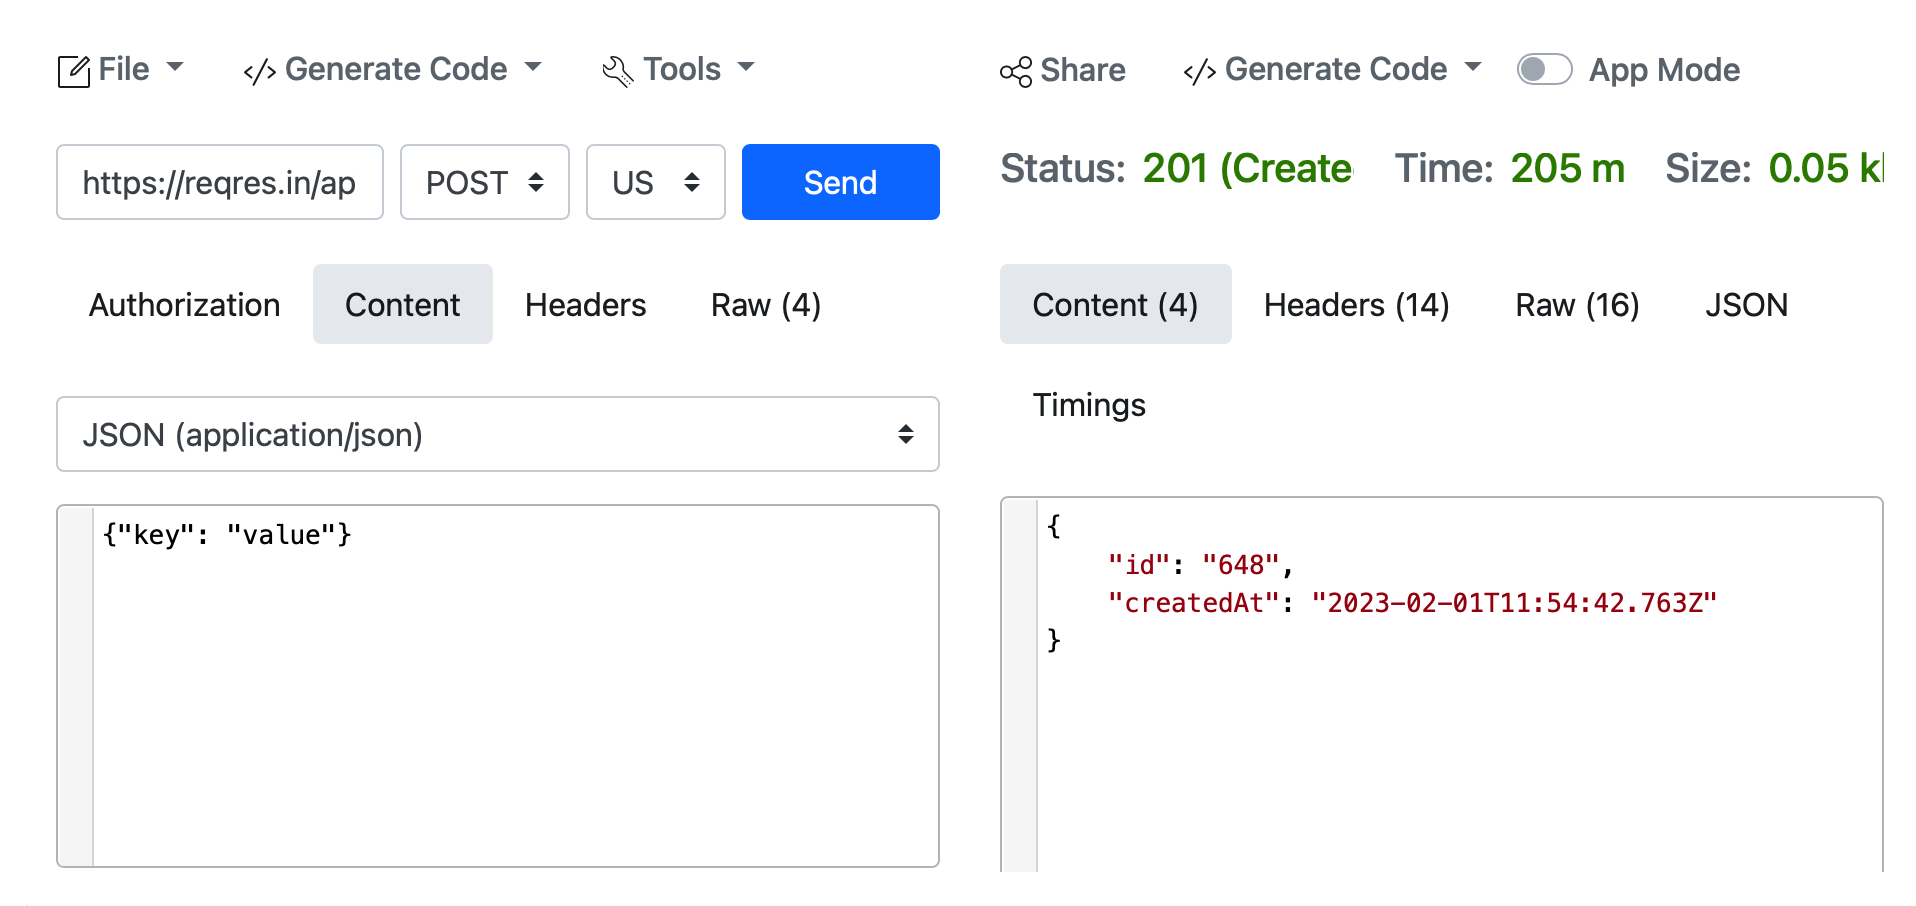 File
Generate Code
Tools
Share
Generate Code
App Mode
https://reqres.in/ap
POST
US
Send
Status: 201 (Create
Time: 205 m
Size: 0.05 k
Authorization
Content
Headers
Raw (4)
Content (4)
Headers (14)
Raw (16)
JSON
Timings
JSON (application/json)
{"key": "value"}
{
"id": "648",
"createdAt": "2023-02-01T11:54:42.763Z"
}